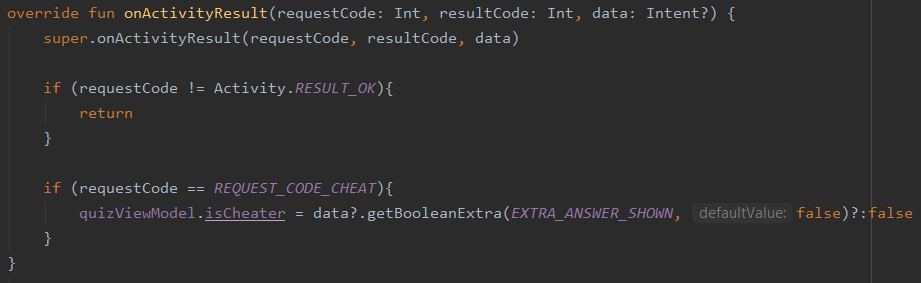 override fun onActivityResult(requestCode: Int, resultCode: Int, data: Intent?) {
    super.onActivityResult(requestCode, resultCode, data)

    if (requestCode != Activity.RESULT_OK){
        return
    }

    if (requestCode == REQUEST_CODE_CHEAT){
        quizViewModel.isCheater = data?.getBooleanExtra(EXTRA_ANSWER_SHOWN, defaultValue: false)?:false
    }
}